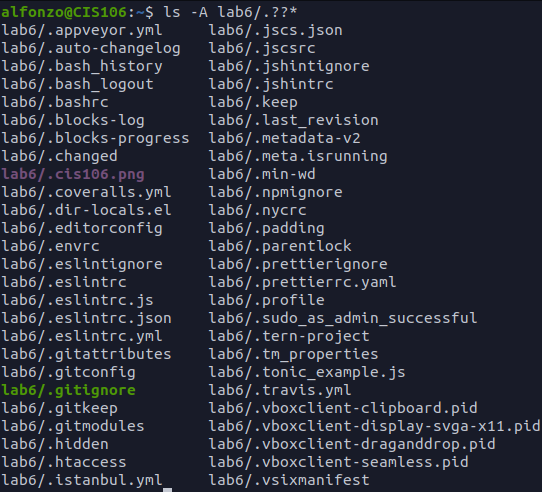 alfonzo@CIS106:~$ ls -A lab6/.??*
lab6/.appveyor.yml lab6/.jscs.json
lab6/.auto-changelog lab6/.jscsrc
lab6/.bash_history lab6/.jshintignore
lab6/.bash_logout lab6/.jshintrc
lab6/.bashrc lab6/.keep
lab6/.blocks-log lab6/.last_revision
lab6/.blocks-progress lab6/.metadata-v2
lab6/.changed lab6/.meta.isrunning
lab6/.cis106.png lab6/.min-wd
lab6/.coveralls.yml lab6/.npmignore
lab6/.dir-locals.el lab6/.nycrc
lab6/.editorconfig lab6/.padding
lab6/.envrc lab6/.parentlock
lab6/.eslintignore lab6/.prettierignore
lab6/.eslintrc lab6/.prettierrc.yaml
lab6/.eslintrc.js lab6/.profile
lab6/.eslintrc.json lab6/.sudo_as_admin_successful
lab6/.eslintrc.yml lab6/.tern-project
lab6/.gitattributes lab6/.tm_properties
lab6/.gitconfig lab6/.tonic_example.js
lab6/.gitignore lab6/.travis.yml
lab6/.gitkeep lab6/.vboxclient-clipboard.pid
lab6/.gitmodules lab6/.vboxclient-display-svga-x11.pid
lab6/.hidden lab6/.vboxclient-draganddrop.pid
lab6/.htaccess lab6/.vboxclient-seamless.pid
lab6/.istanbul.yml lab6/.vsixmanifest